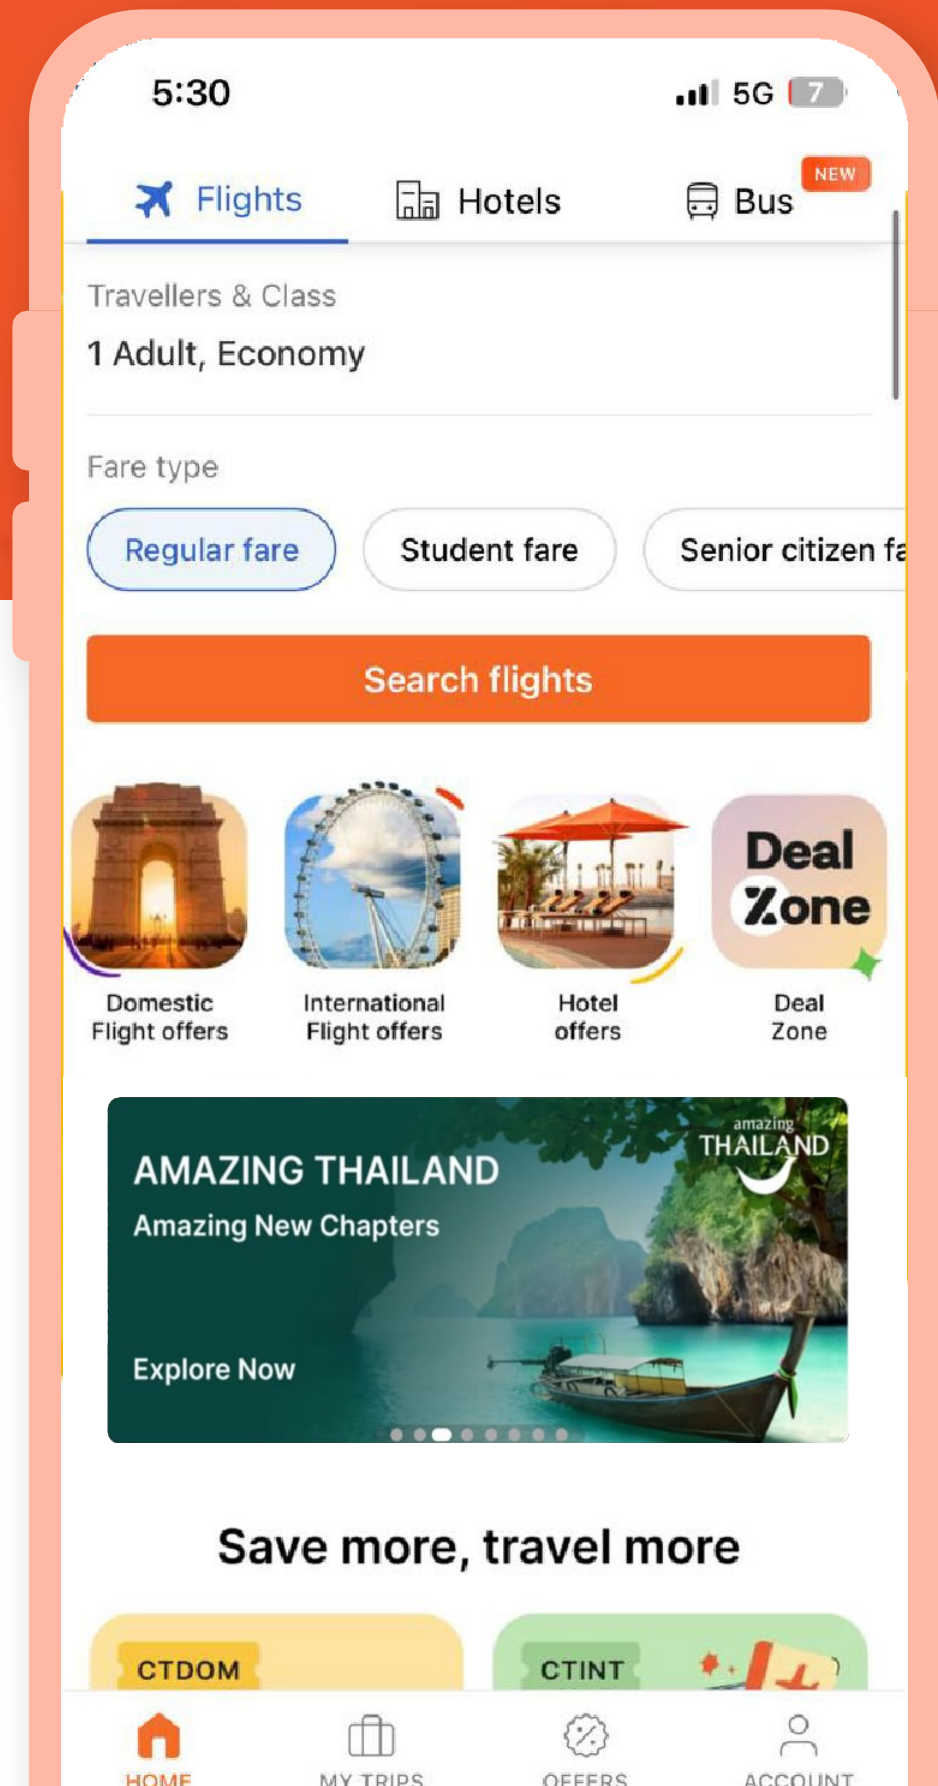 5:30
5G 7
Flights
Hotels
Bus
NEW
Travellers & Class
1 Adult, Economy
Fare type
Regular fare
Student fare
Senior citizen fa
Search flights
Deal
Zone
Domestic
Flight offers
International
Flight offers
Hotel
offers
Deal
Zone
amazing
THAILAND
AMAZING THAILAND
Amazing New Chapters
Explore Now
Save more, travel more
CTDOM
CTINT
HOME
MY TRIPS
OFFERS
ACCOUNT